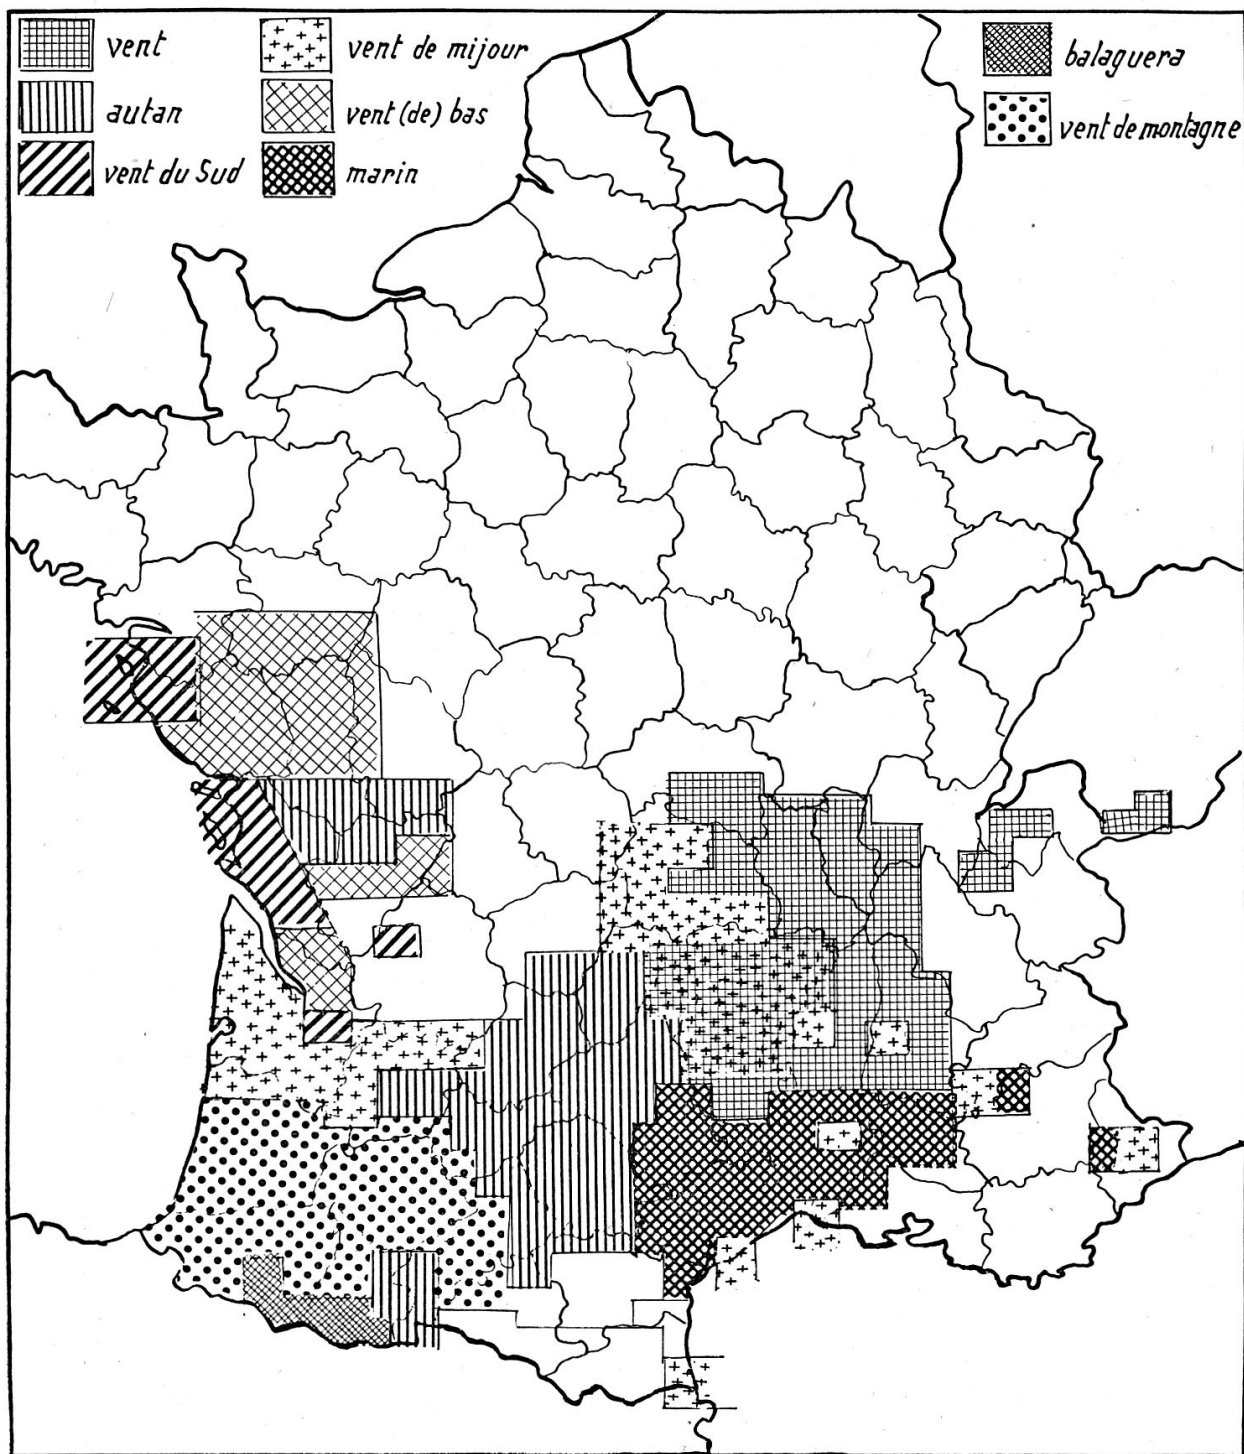 vent
autan
vent du Sud
vent de mijour
vent (de) bas
marin
balaguera
vent de montagne